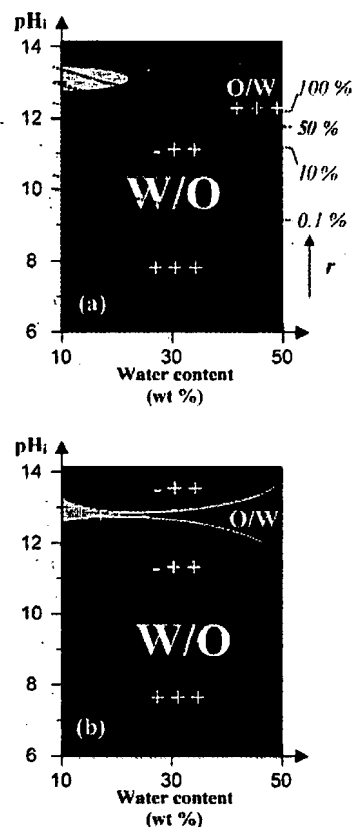 pHi
14
12
10
8
6
O/W
+ + +
100 %
50 %
10 %
0.1 %
r
- + +
W/O
+ + +
(a)
10 30 50
Water content
(wt %)
pHi
14
12
10
8
6
- + +
O/W
- + +
W/O
+ + +
(b)
10 30 50
Water content
(wt %)